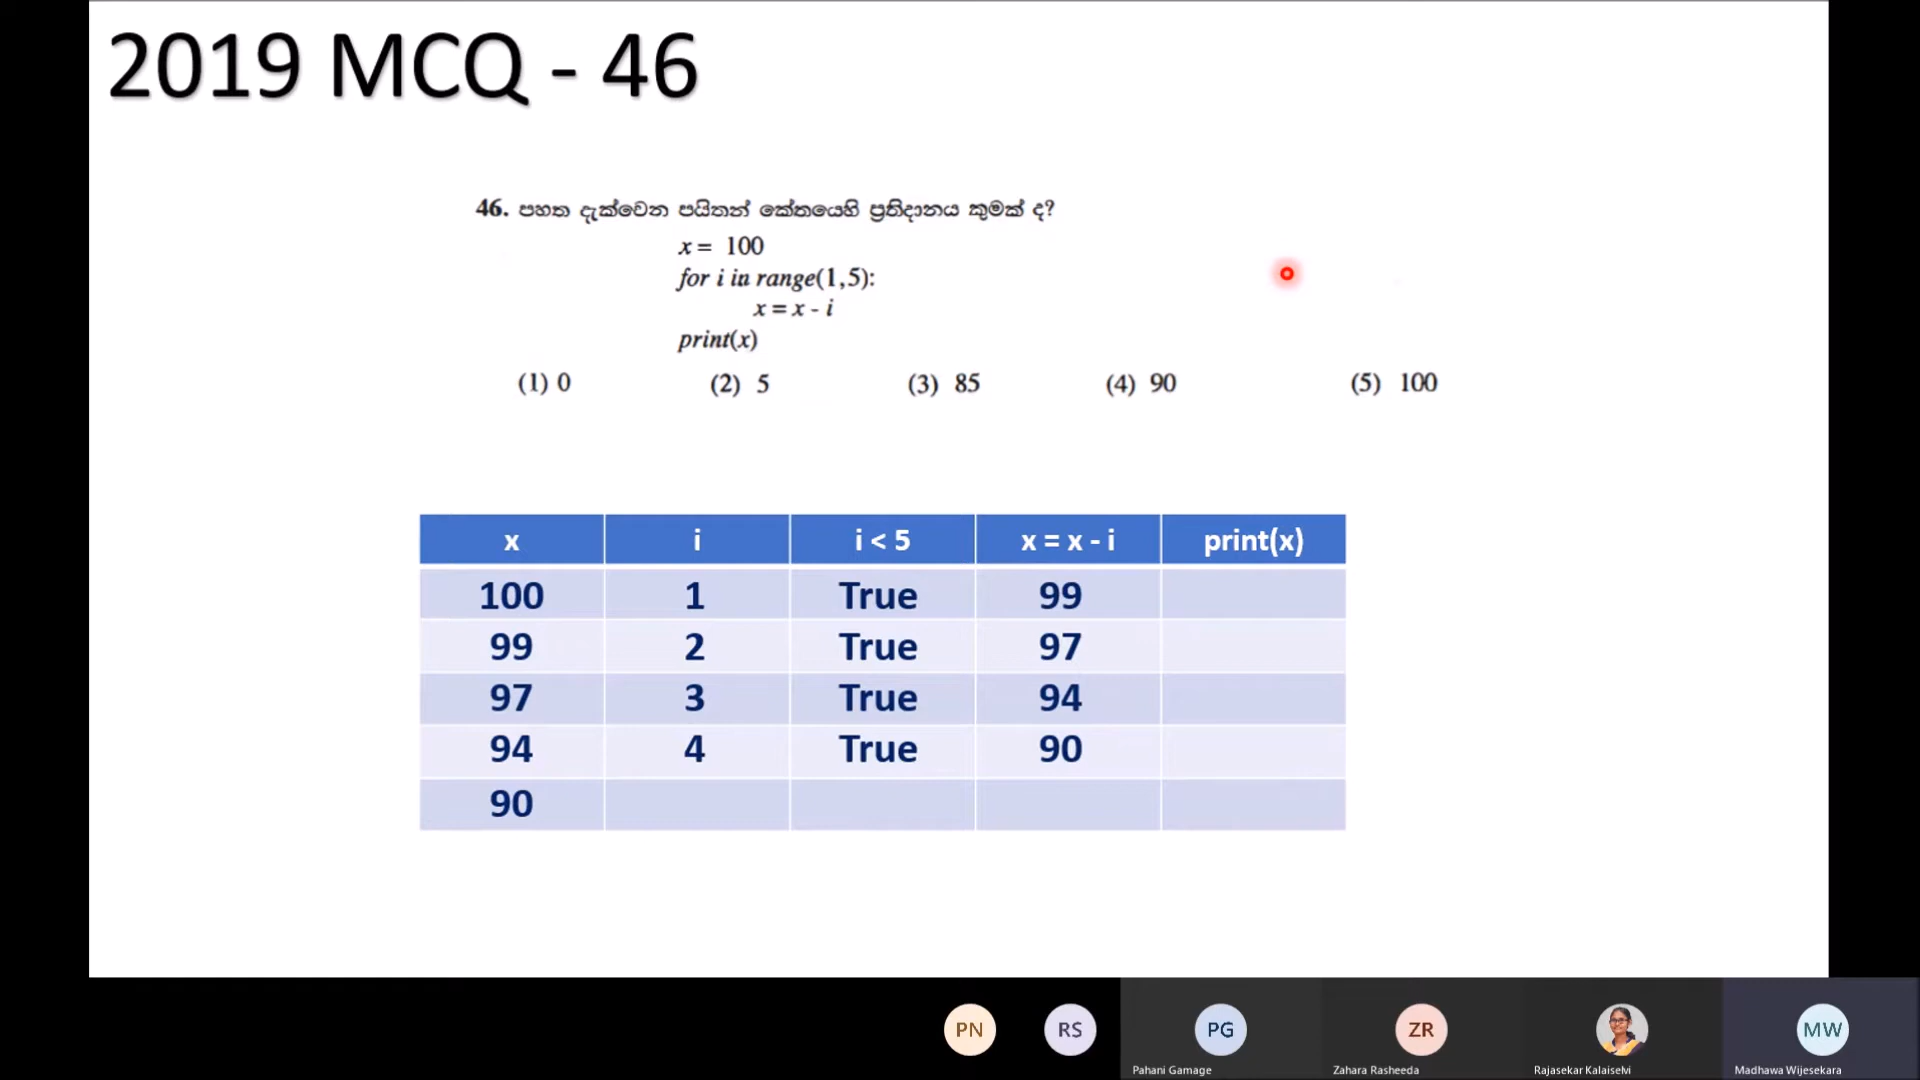 2019 MCQ - 46
46. පහත දැක්වෙන පයිතන් කේතයෙහි ප්‍රතිදානය කුමක් ද?
x = 100
for i in range(1,5):
x = x - i
print(x)
(1) 0 (2) 5 (3) 85 (4) 90 (5) 100
x i i < 5 x = x - i print(x)
100 1 True 99
99 2 True 97
97 3 True 94
94 4 True 90
90
PN RS PG ZR MW
Pahani Gamage Zahara Rasheeda Rajasekar Kalaiselvi Madhawa Wijesekara